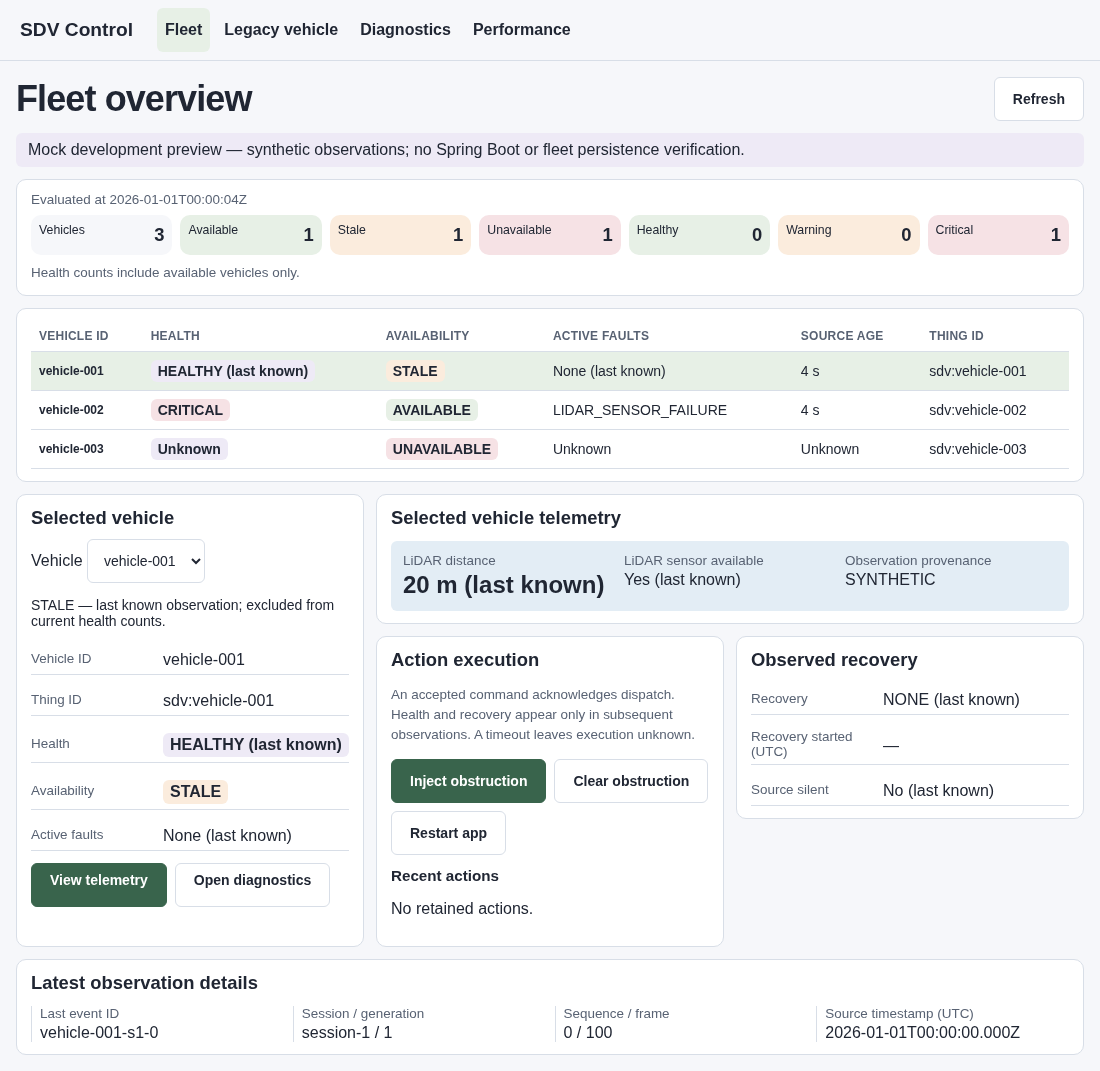 SDV Control Fleet Legacy vehicle Diagnostics Performance
Fleet overview
Refresh
Mock development preview — synthetic observations; no Spring Boot or fleet persistence verification.
Evaluated at 2026-01-01T00:00:04Z
Vehicles 3 Available 1 Stale 1 Unavailable 1 Healthy 0 Warning 0 Critical 1
Health counts include available vehicles only.
VEHICLE ID HEALTH AVAILABILITY ACTIVE FAULTS SOURCE AGE THING ID
vehicle-001 HEALTHY (last known) STALE None (last known) 4 s sdv:vehicle-001
vehicle-002 CRITICAL AVAILABLE LIDAR_SENSOR_FAILURE 4 s sdv:vehicle-002
vehicle-003 Unknown UNAVAILABLE Unknown Unknown sdv:vehicle-003
Selected vehicle
Vehicle vehicle-001
STALE — last known observation; excluded from
current health counts.
Vehicle ID vehicle-001
Thing ID sdv:vehicle-001
Health HEALTHY (last known)
Availability STALE
Active faults None (last known)
View telemetry Open diagnostics
Selected vehicle telemetry
LiDAR distance
20 m (last known)
LiDAR sensor available
Yes (last known)
Observation provenance
SYNTHETIC
Action execution
An accepted command acknowledges dispatch.
Health and recovery appear only in subsequent
observations. A timeout leaves execution unknown.
Inject obstruction Clear obstruction
Restart app
Recent actions
No retained actions.
Observed recovery
Recovery NONE (last known)
Recovery started
(UTC) —
Source silent No (last known)
Latest observation details
Last event ID
vehicle-001-s1-0
Session / generation
session-1 / 1
Sequence / frame
0 / 100
Source timestamp (UTC)
2026-01-01T00:00:00.000Z